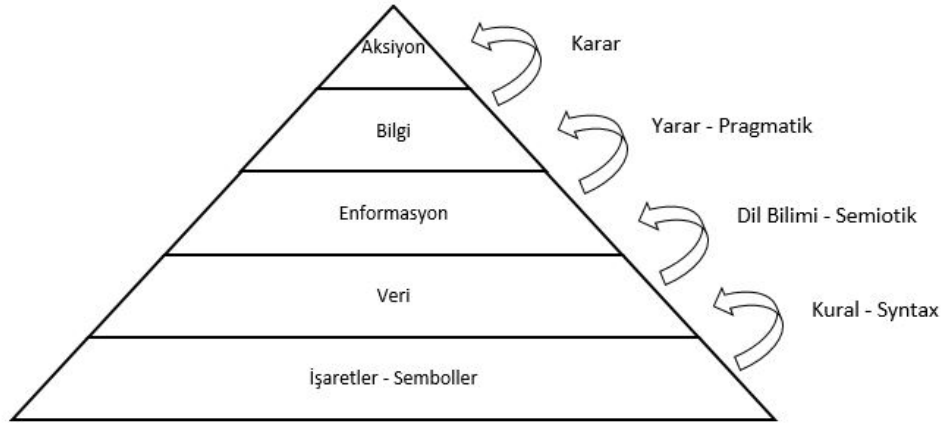 Aksiyon
Karar
Bilgi
Yarar - Pragmatik
Enformasyon
Dil Bilimi - Semiotik
Veri
Kural - Syntax
İşaretler - Semboller